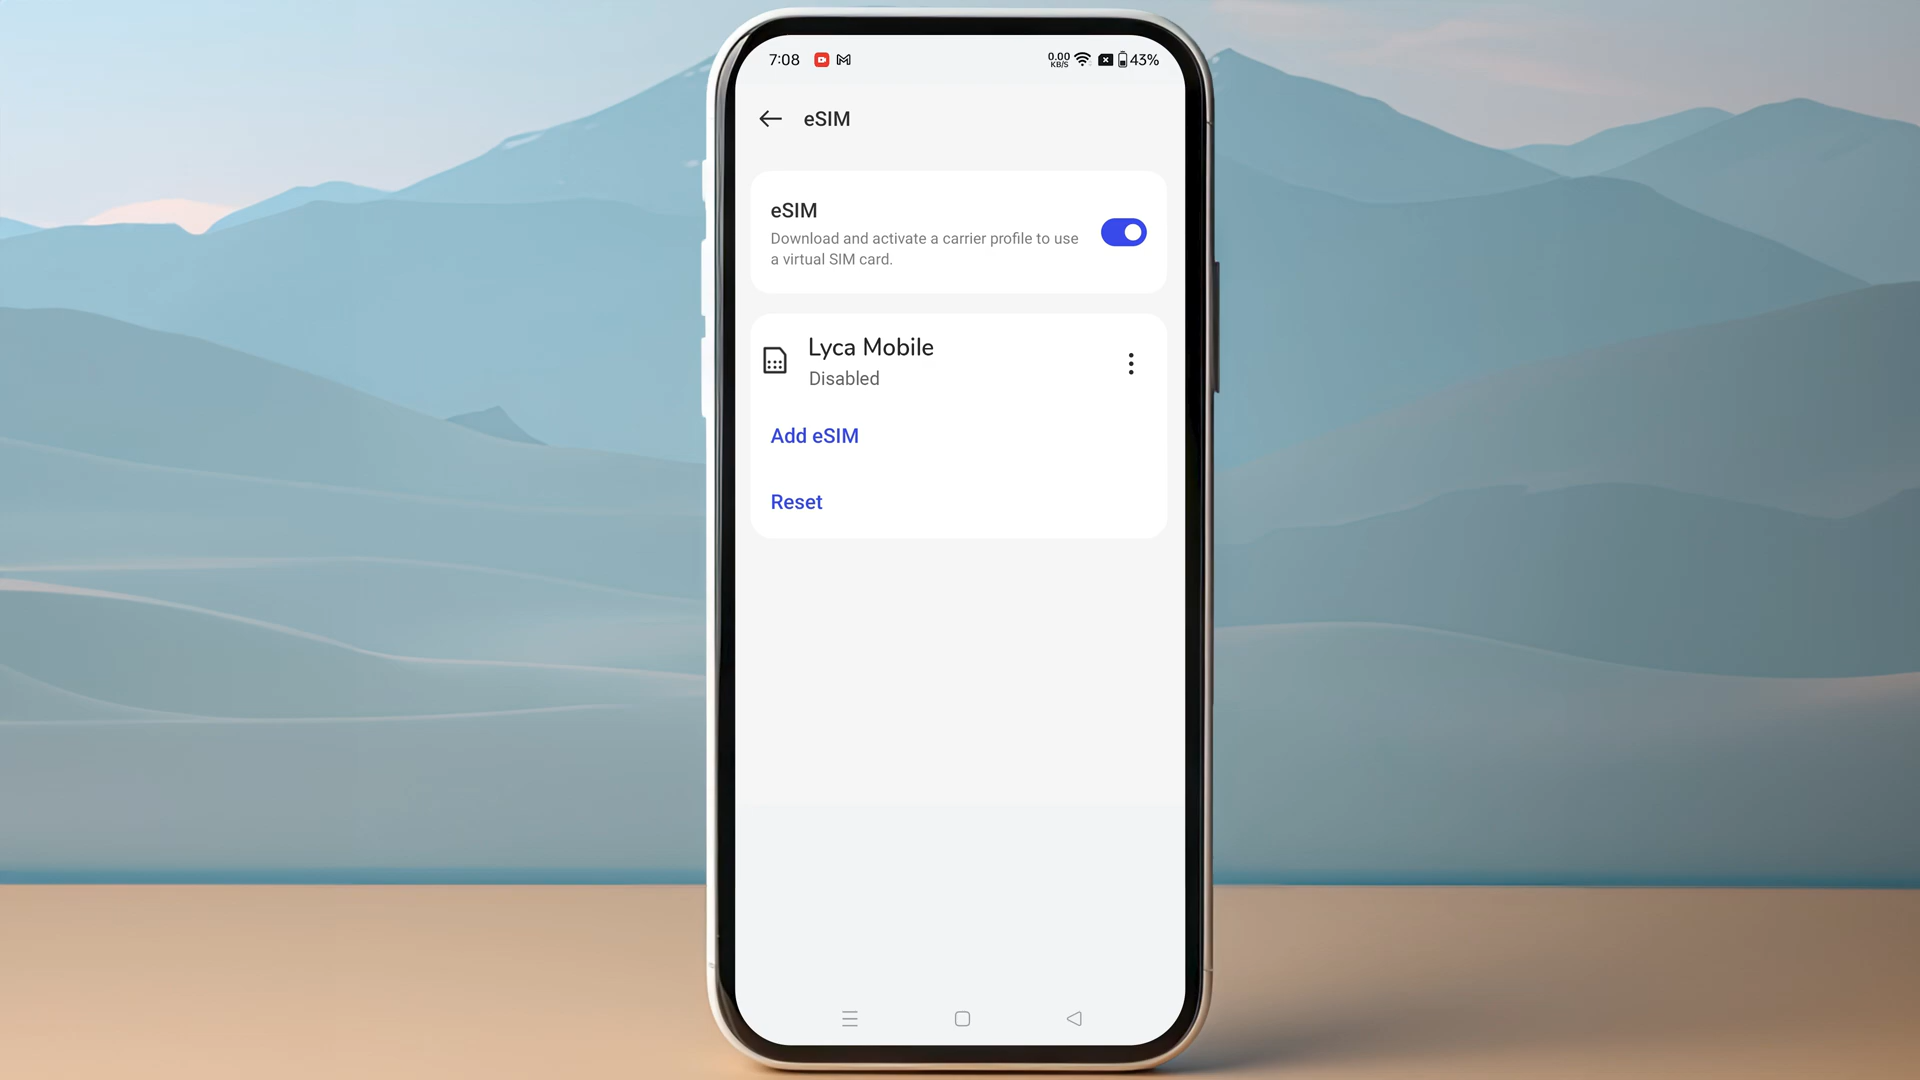 7:08
0.00
KB/S
43%
eSIM
eSIM
Download and activate a carrier profile to use
a virtual SIM card.
Lyca Mobile
Disabled
Add eSIM
Reset